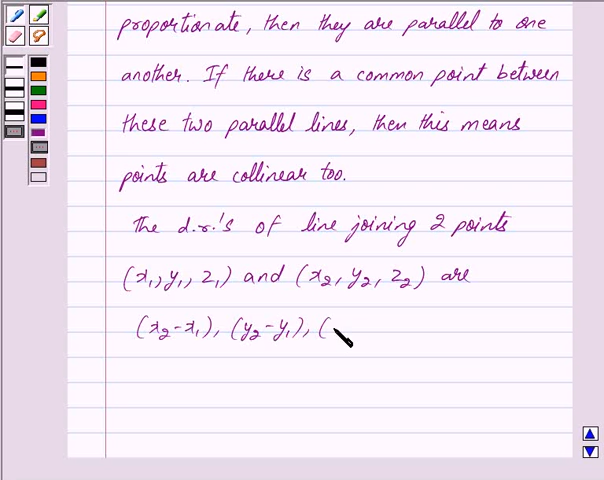 proportionate, then they are parallel to one
another. If there is a common point between
these two parallel lines, then this means
points are collinear too.
The d.r.'s of line joining 2 points
(x₁, y₁, z₁) and (x₂, y₂, z₂) are
(x₂-x₁), (y₂-y₁), (